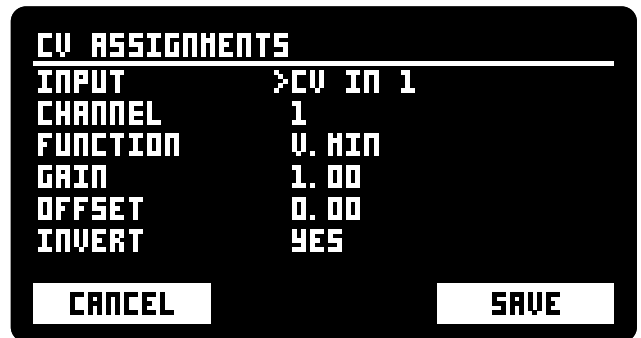 CV ASSIGNMENTS
INPUT >CV IN 1
CHANNEL 1
FUNCTION V. MIN
GAIN 1.00
OFFSET 0.00
INVERT YES
CANCEL SAVE